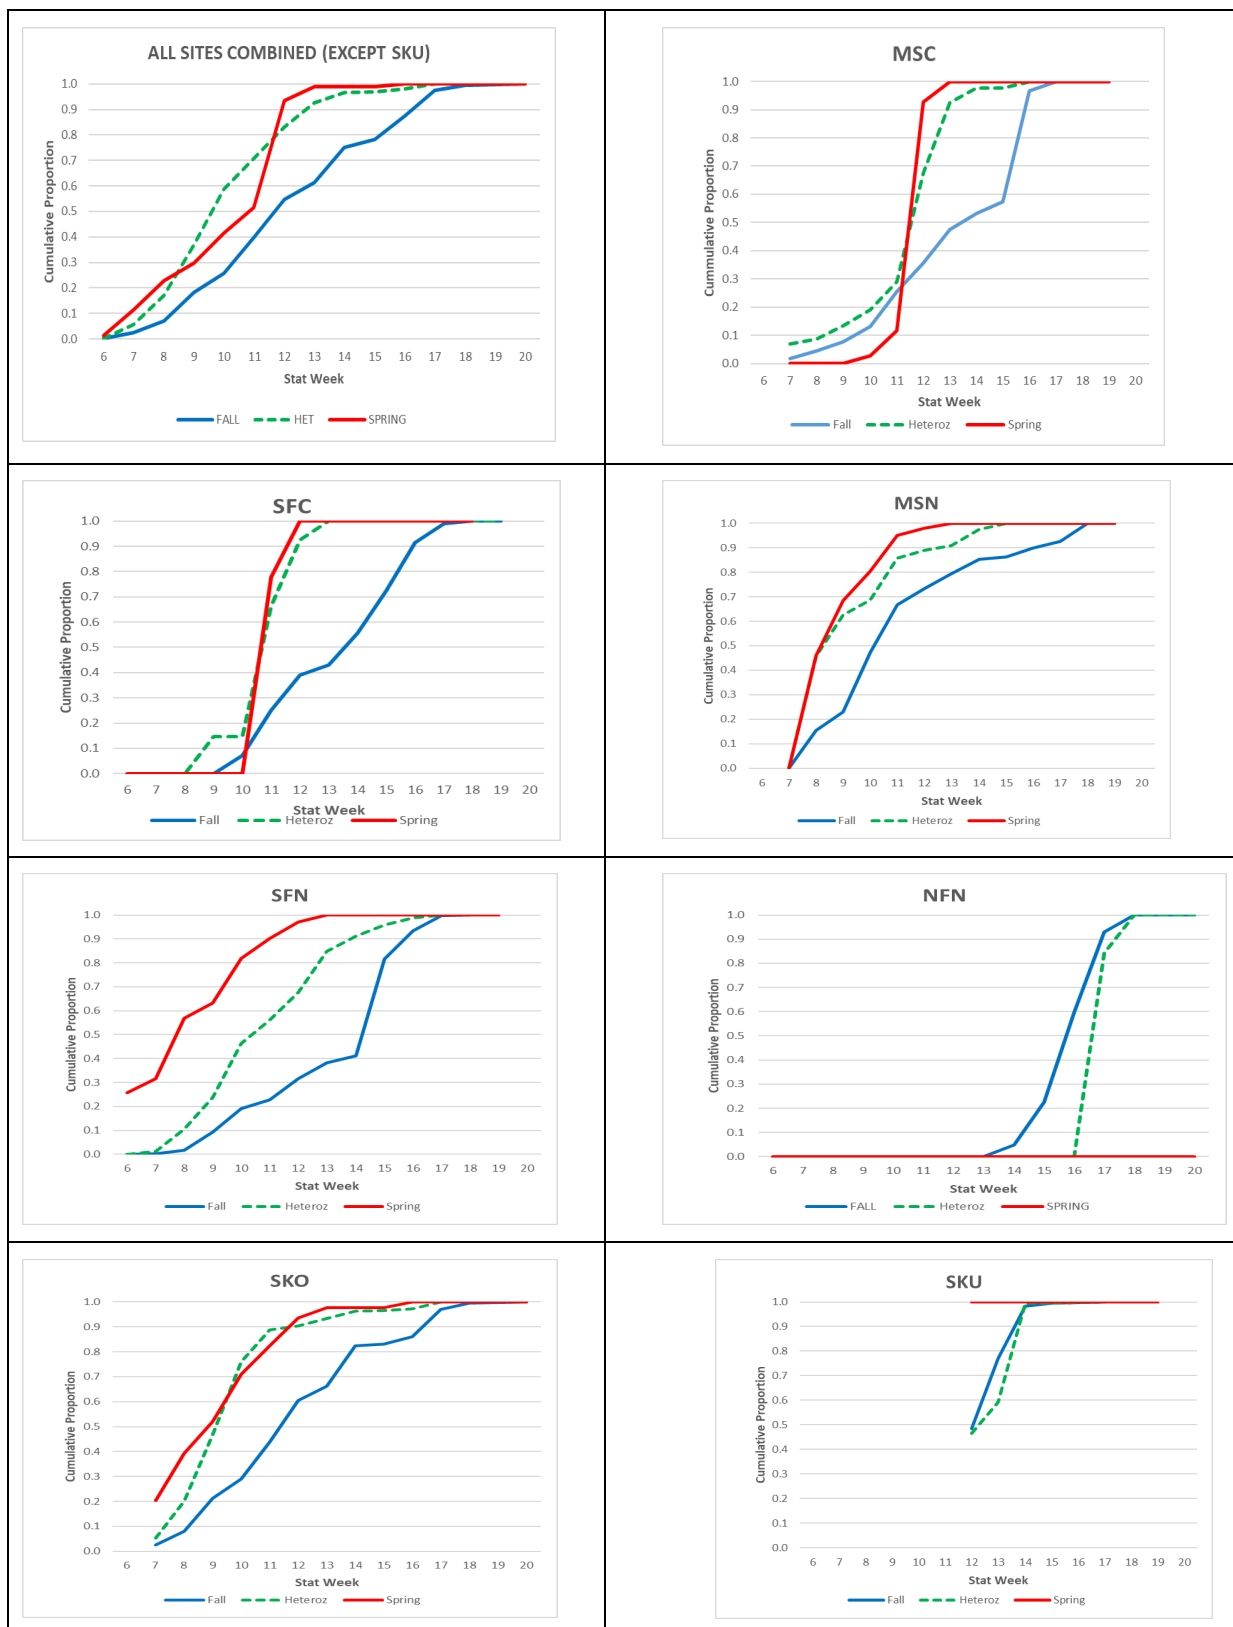 ALL SITES COMBINED (EXCEPT SKU)
Cumulative Proportion
1.0
0.9
0.8
0.7
0.6
0.5
0.4
0.3
0.2
0.1
0.0
6 7 8 9 10 11 12 13 14 15 16 17 18 19 20
Stat Week
FALL HET SPRING
MSC
Cummulative Proportion
1.0
0.9
0.8
0.7
0.6
0.5
0.4
0.3
0.2
0.1
0.0
6 7 8 9 10 11 12 13 14 15 16 17 18 19 20
Stat Week
Fall Heteroz Spring
SFC
Cumulative Proportion
1.0
0.9
0.8
0.7
0.6
0.5
0.4
0.3
0.2
0.1
0.0
6 7 8 9 10 11 12 13 14 15 16 17 18 19 20
Stat Week
Fall Heteroz Spring
MSN
Cumulative Proportion
1.0
0.9
0.8
0.7
0.6
0.5
0.4
0.3
0.2
0.1
0.0
6 7 8 9 10 11 12 13 14 15 16 17 18 19 20
Stat Week
Fall Heteroz Spring
SFN
Cumulative Proportion
1.0
0.9
0.8
0.7
0.6
0.5
0.4
0.3
0.2
0.1
0.0
6 7 8 9 10 11 12 13 14 15 16 17 18 19 20
Stat Week
Fall Heteroz Spring
NFN
Cumulative Proportion
1.0
0.9
0.8
0.7
0.6
0.5
0.4
0.3
0.2
0.1
0.0
6 7 8 9 10 11 12 13 14 15 16 17 18 19 20
Stat Week
FALL Heteroz SPRING
SKO
Cumulative Proportion
1.0
0.9
0.8
0.7
0.6
0.5
0.4
0.3
0.2
0.1
0.0
6 7 8 9 10 11 12 13 14 15 16 17 18 19 20
Stat Week
Fall Heteroz Spring
SKU
Cumulative Proportion
1.0
0.9
0.8
0.7
0.6
0.5
0.4
0.3
0.2
0.1
0.0
6 7 8 9 10 11 12 13 14 15 16 17 18 19 20
Stat Week
Fall Heteroz Spring